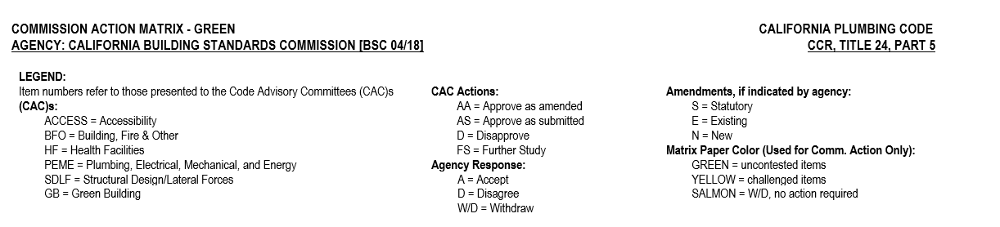 COMMISSION ACTION MATRIX - GREEN
AGENCY: CALIFORNIA BUILDING STANDARDS COMMISSION [BSC 04/18]
CALIFORNIA PLUMBING CODE
CCR, TITLE 24, PART 5
LEGEND:
Item numbers refer to those presented to the Code Advisory Committees (CAC)s
(CAC)s:
ACCESS = Accessibility
BFO = Building, Fire & Other
HF = Health Facilities
PEME = Plumbing, Electrical, Mechanical, and Energy
SDLF = Structural Design/Lateral Forces
GB = Green Building
CAC Actions:
AA = Approve as amended
AS = Approve as submitted
D = Disapprove
FS = Further Study
Agency Response:
A = Accept
D = Disagree
W/D = Withdraw
Amendments, if indicated by agency:
S = Statutory
E = Existing
N = New
Matrix Paper Color (Used for Comm. Action Only):
GREEN = uncontested items
YELLOW = challenged items
SALMON = W/D, no action required